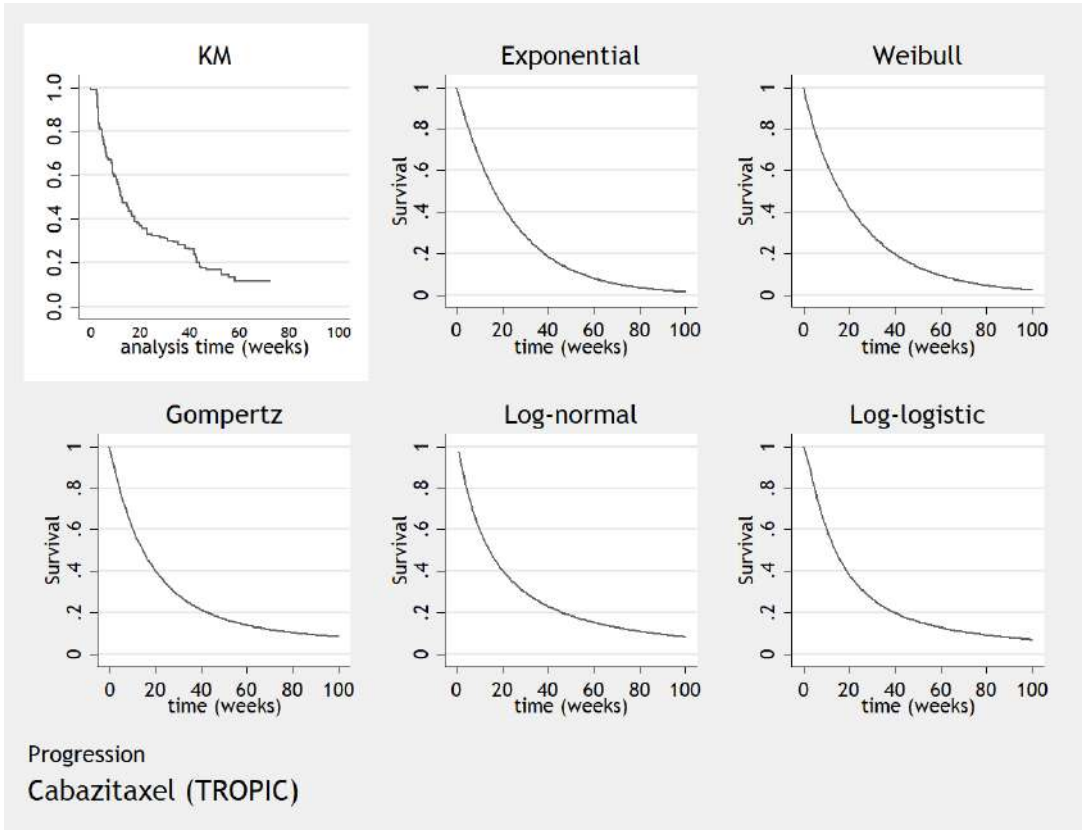 KM
0.0 0.2 0.4 0.6 0.8 1.0
0 20 40 60 80 100
analysis time (weeks)
Exponential
Survival
0 .2 .4 .6 .8 1
0 20 40 60 80 100
time (weeks)
Weibull
Survival
0 .2 .4 .6 .8 1
0 20 40 60 80 100
time (weeks)
Gompertz
Survival
0 .2 .4 .6 .8 1
0 20 40 60 80 100
time (weeks)
Log-normal
Survival
0 .2 .4 .6 .8 1
0 20 40 60 80 100
time (weeks)
Log-logistic
Survival
0 .2 .4 .6 .8 1
0 20 40 60 80 100
time (weeks)
Progression
Cabazitaxel (TROPIC)